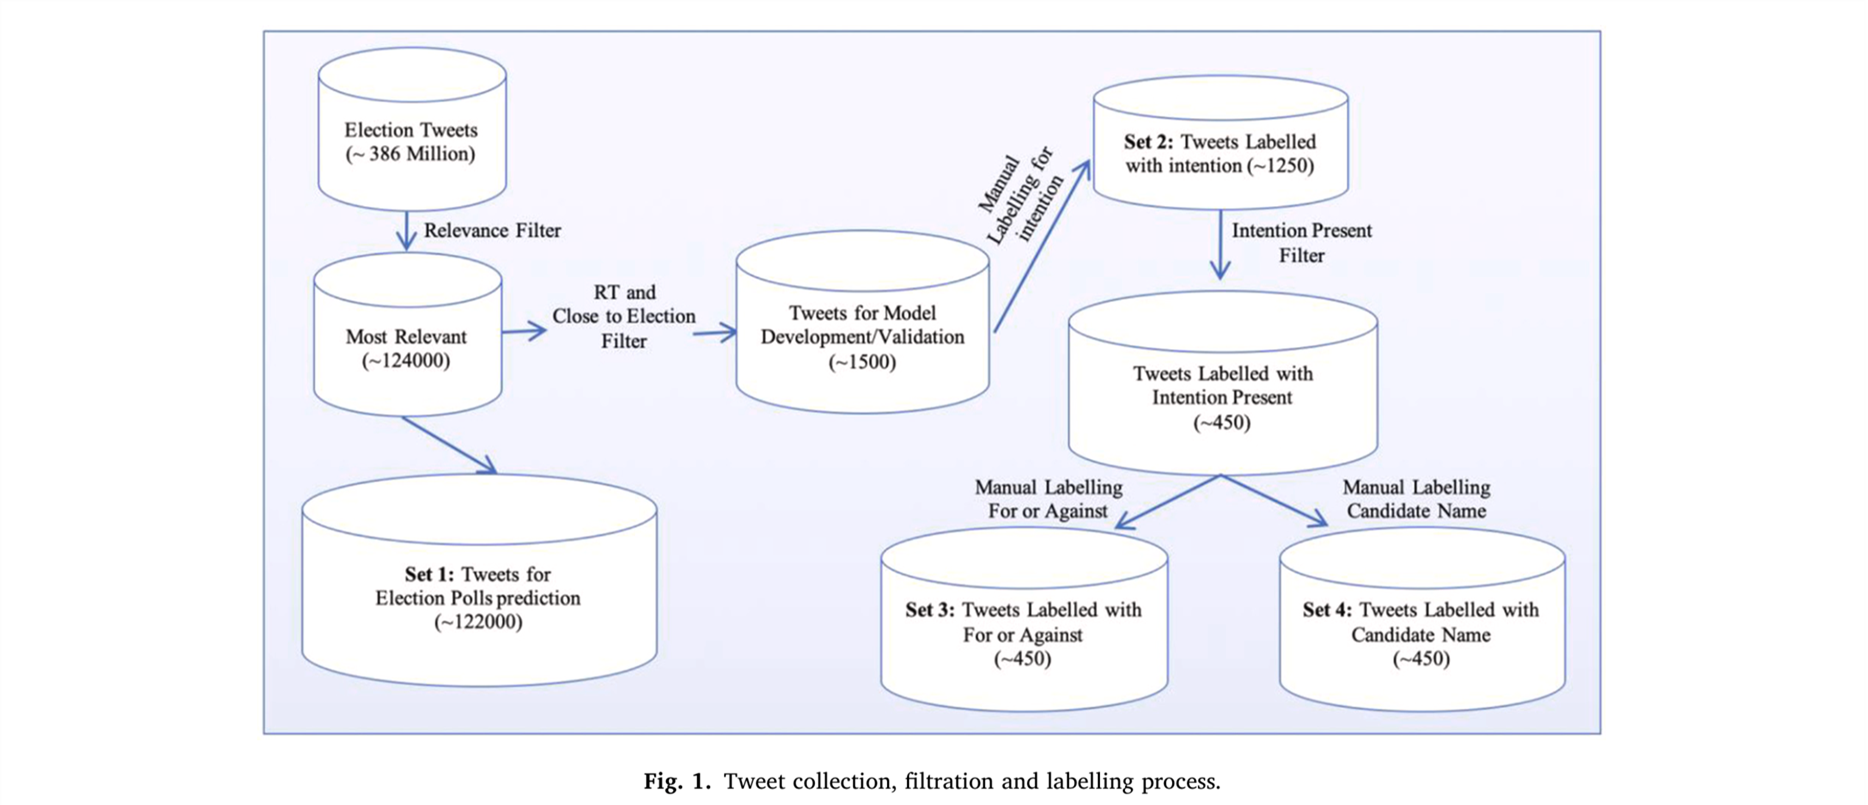 Election Tweets
(~ 386 Million)
Relevance Filter
Most Relevant
(~124000)
RT and
Close to Election
Filter
Tweets for Model
Development/Validation
(~1500)
Manual
Labelling for
intention
Set 2: Tweets Labelled
with intention (~1250)
Intention Present
Filter
Tweets Labelled with
Intention Present
(~450)
Set 1: Tweets for
Election Polls prediction
(~122000)
Manual Labelling
For or Against
Manual Labelling
Candidate Name
Set 3: Tweets Labelled with
For or Against
(~450)
Set 4: Tweets Labelled with
Candidate Name
(~450)
Fig. 1. Tweet collection, filtration and labelling process.